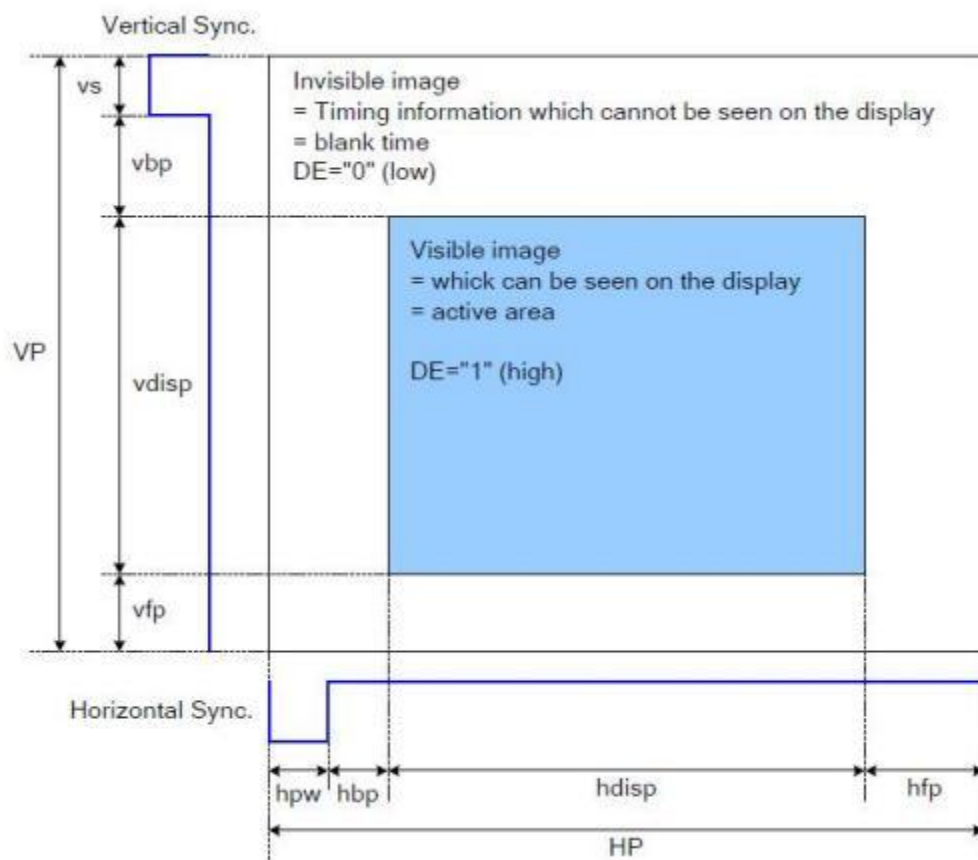 Vertical Sync.
vs
Invisible image
= Timing information which cannot be seen on the display
= blank time
DE="0" (low)
vbp
Visible image
= whick can be seen on the display
= active area
DE="1" (high)
VP
vdisp
vfp
Horizontal Sync.
hpw
hbp
hdisp
hfp
HP